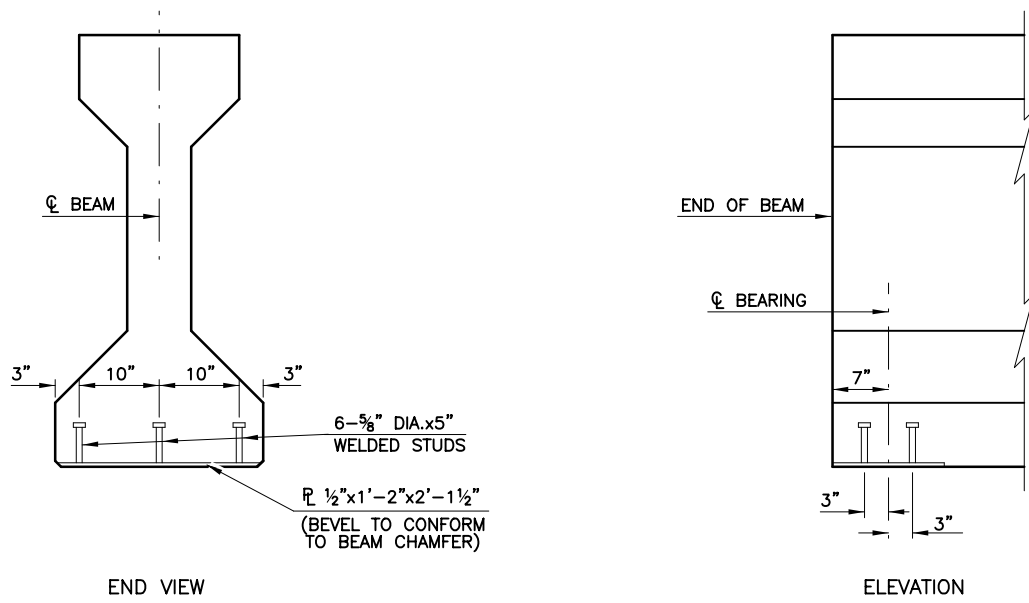 ℄ BEAM
3” 10” 10” 3”
6–⅝” DIA.x5”
WELDED STUDS
℞ ½”x1’–2”x2’–1½”
(BEVEL TO CONFORM
TO BEAM CHAMFER)
END VIEW
END OF BEAM
℄ BEARING
7”
3”
3”
ELEVATION